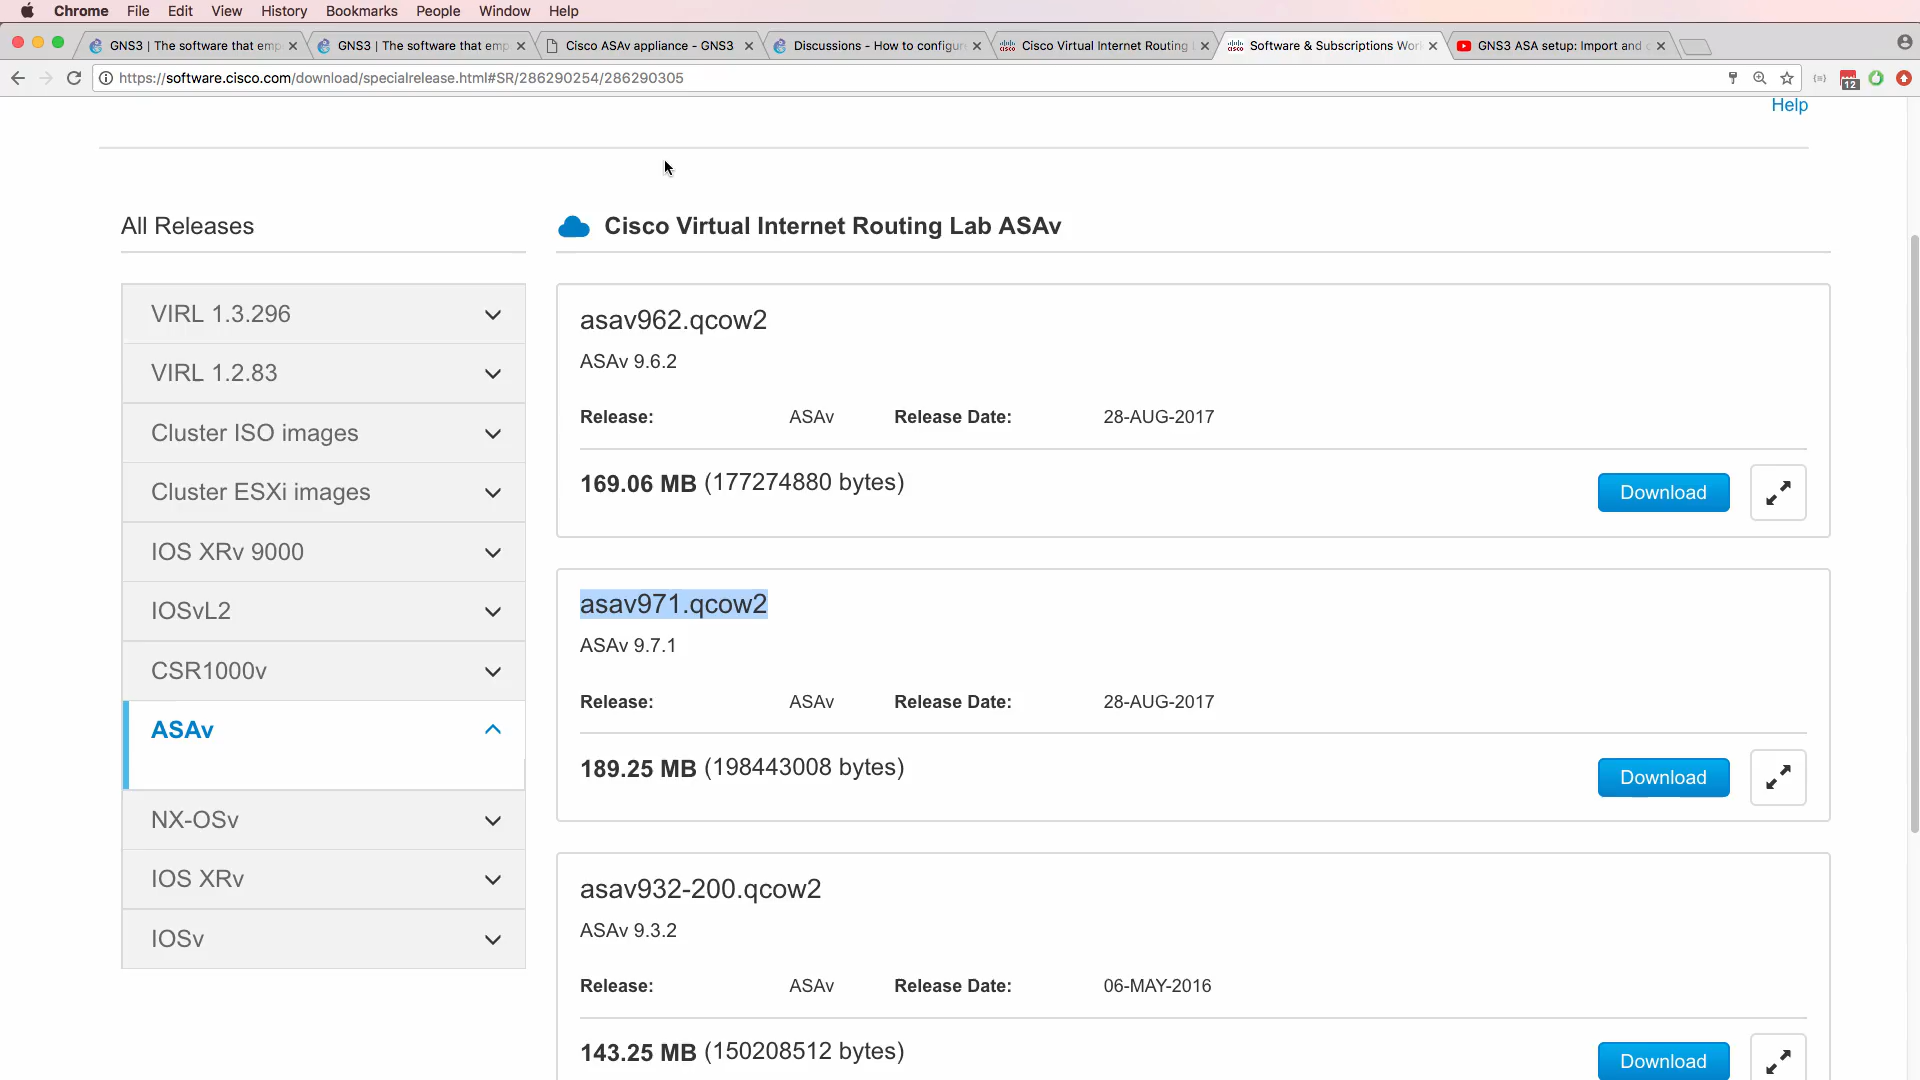 Chrome File Edit View History Bookmarks People Window Help
GNS3 | The software that emp
GNS3 | The software that emp
Cisco ASAv appliance - GNS3
Discussions - How to configur
Cisco Virtual Internet Routing
Software & Subscriptions Wor
GNS3 ASA setup: Import and c
https://software.cisco.com/download/specialrelease.html#SR/286290254/286290305
12
Help
All Releases
VIRL 1.3.296
VIRL 1.2.83
Cluster ISO images
Cluster ESXi images
IOS XRv 9000
IOSvL2
CSR1000v
ASAv
NX-OSv
IOS XRv
IOSv
Cisco Virtual Internet Routing Lab ASAv
asav962.qcow2
ASAv 9.6.2
Release: ASAv Release Date: 28-AUG-2017
169.06 MB (177274880 bytes)
Download
asav971.qcow2
ASAv 9.7.1
Release: ASAv Release Date: 28-AUG-2017
189.25 MB (198443008 bytes)
Download
asav932-200.qcow2
ASAv 9.3.2
Release: ASAv Release Date: 06-MAY-2016
143.25 MB (150208512 bytes)
Download